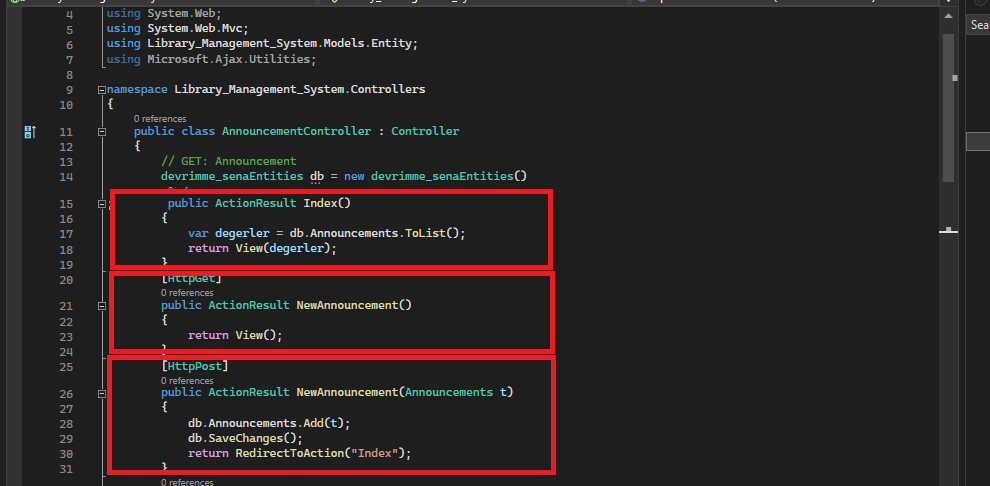 4 using System.Web;
5 using System.Web.Mvc;
6 using Library_Management_System.Models.Entity;
7 using Microsoft.Ajax.Utilities;
8
9 namespace Library_Management_System.Controllers
10 {
0 references
11 public class AnnouncementController : Controller
12 {
13 // GET: Announcement
14 devrimme_senaEntities db = new devrimme_senaEntities()
15 ; public ActionResult Index()
16 {
17 var degerler = db.Announcements.ToList();
18 return View(degerler);
19 }
20 [HttpGet]
0 references
21 public ActionResult NewAnnouncement()
22 {
23 return View();
24 }
25 [HttpPost]
0 references
26 public ActionResult NewAnnouncement(Announcements t)
27 {
28 db.Announcements.Add(t);
29 db.SaveChanges();
30 return RedirectToAction("Index");
31 }
0 references
Sea